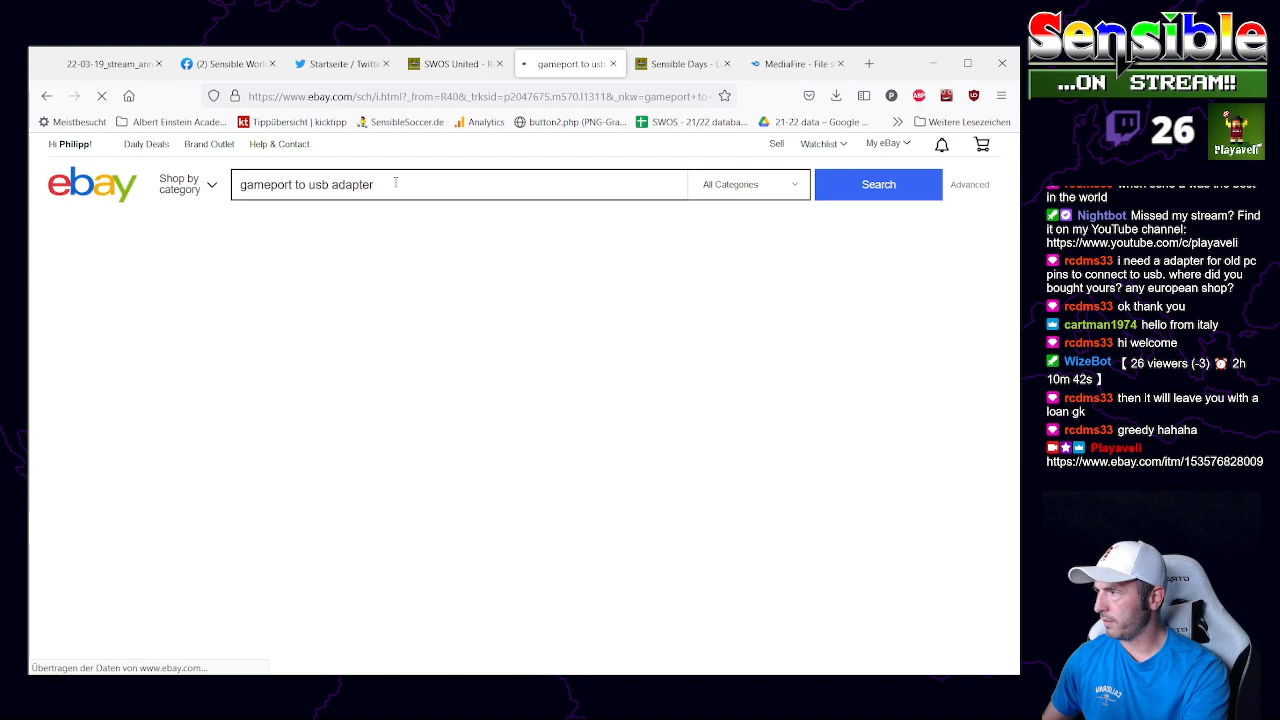 22-03-19_stream_ann
(2) Sensible Worl
Startseite / Twitte
SWOS United - Re
gameport to usb
Sensible Days - L
MediaFire - File s
https://www.ebay.com/sch/i.html?_from=R40&_trksid=p2047675.m570.l1311&_nkw=gameport+to+
Meistbesucht
Albert Einstein Acade...
Tippübersicht | kicktipp
SensibleSoccer.de
Analytics
button2.php (PNG-Gra...
SWOS - 21/22 databa...
21-22 data – Google ...
Weitere Lesezeichen
Hi Philipp!
Daily Deals
Brand Outlet
Help & Contact
Sell
Watchlist
My eBay
ebay
Shop by
category
gameport to usb adapter
All Categories
Search
Advanced
Übertragen der Daten von www.ebay.com...
Sensible
...ON STREAM!!
26
Playaveli
in the world
Nightbot Missed my stream? Find
it on my YouTube channel:
https://www.youtube.com/c/playaveli
rcdms33 i need a adapter for old pc
pins to connect to usb. where did you
bought yours? any european shop?
rcdms33 ok thank you
cartman1974 hello from italy
rcdms33 hi welcome
WizeBot 【 26 viewers (-3) ⏰ 2h
10m 42s 】
rcdms33 then it will leave you with a
loan gk
rcdms33 greedy hahaha
Playaveli
https://www.ebay.com/itm/153576828009